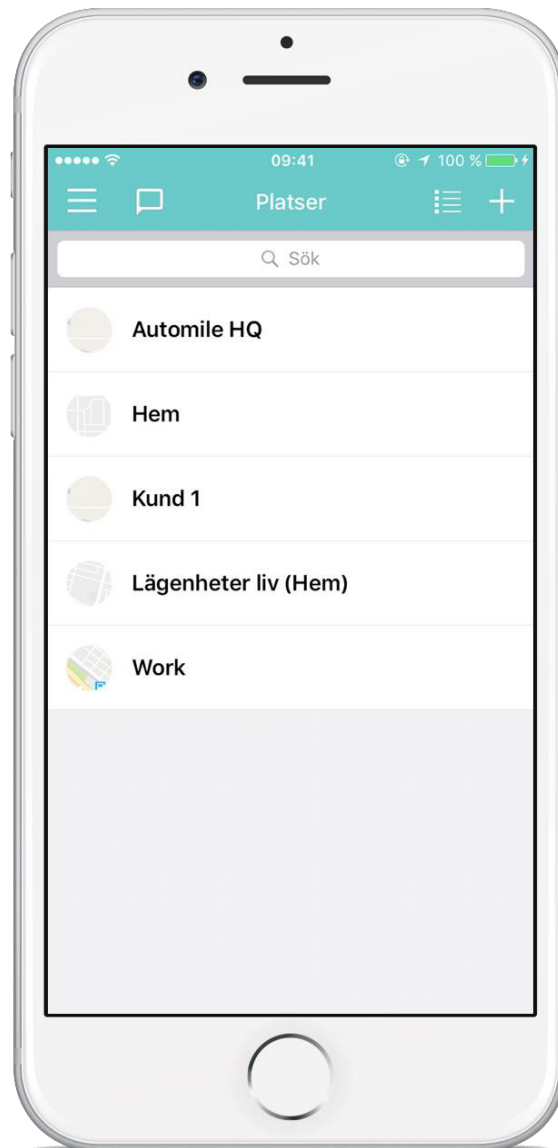 09:41
100 %
Platser
Sök
Automile HQ
Hem
Kund 1
Lägenheter liv (Hem)
Work